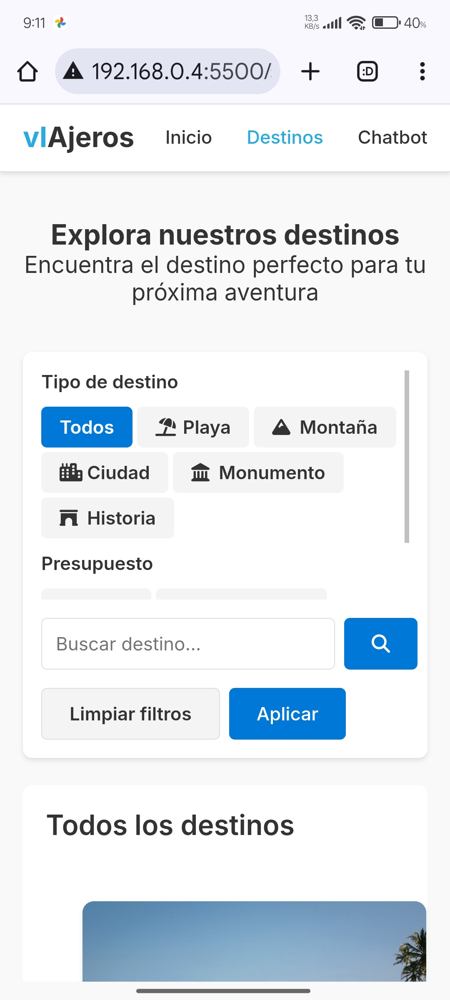 9:11
13,3
KB/s
40%
192.168.0.4:5500/
:D
vIAjeros Inicio Destinos Chatbot
Explora nuestros destinos
Encuentra el destino perfecto para tu
próxima aventura
Tipo de destino
Todos Playa Montaña
Ciudad Monumento
Historia
Presupuesto
Buscar destino...
Limpiar filtros Aplicar
Todos los destinos